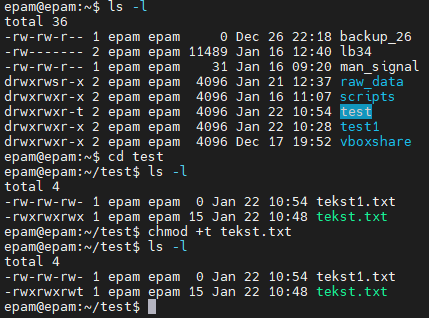 epam@epam:~$ ls -l
total 36
-rw-rw-r-- 1 epam epam     0 Dec 26 22:18 backup_26
-rw------- 2 epam epam 11489 Jan 16 12:40 lb34
-rw-rw-r-- 1 epam epam    31 Jan 16 09:20 man_signal
drwxrwsr-x 2 epam epam  4096 Jan 21 12:37 raw_data
drwxrwxr-x 2 epam epam  4096 Jan 16 11:07 scripts
drwxrwxr-t 2 epam epam  4096 Jan 22 10:54 test
drwxrwxr-x 2 epam epam  4096 Jan 22 10:28 test1
drwxrwxr-x 2 epam epam  4096 Dec 17 19:52 vboxshare
epam@epam:~$ cd test
epam@epam:~/test$ ls -l
total 4
-rw-rw-rw- 1 epam epam  0 Jan 22 10:54 tekst1.txt
-rwxrwxrwx 1 epam epam 15 Jan 22 10:48 tekst.txt
epam@epam:~/test$ chmod +t tekst.txt
epam@epam:~/test$ ls -l
total 4
-rw-rw-rw- 1 epam epam  0 Jan 22 10:54 tekst1.txt
-rwxrwxrwt 1 epam epam 15 Jan 22 10:48 tekst.txt
epam@epam:~/test$